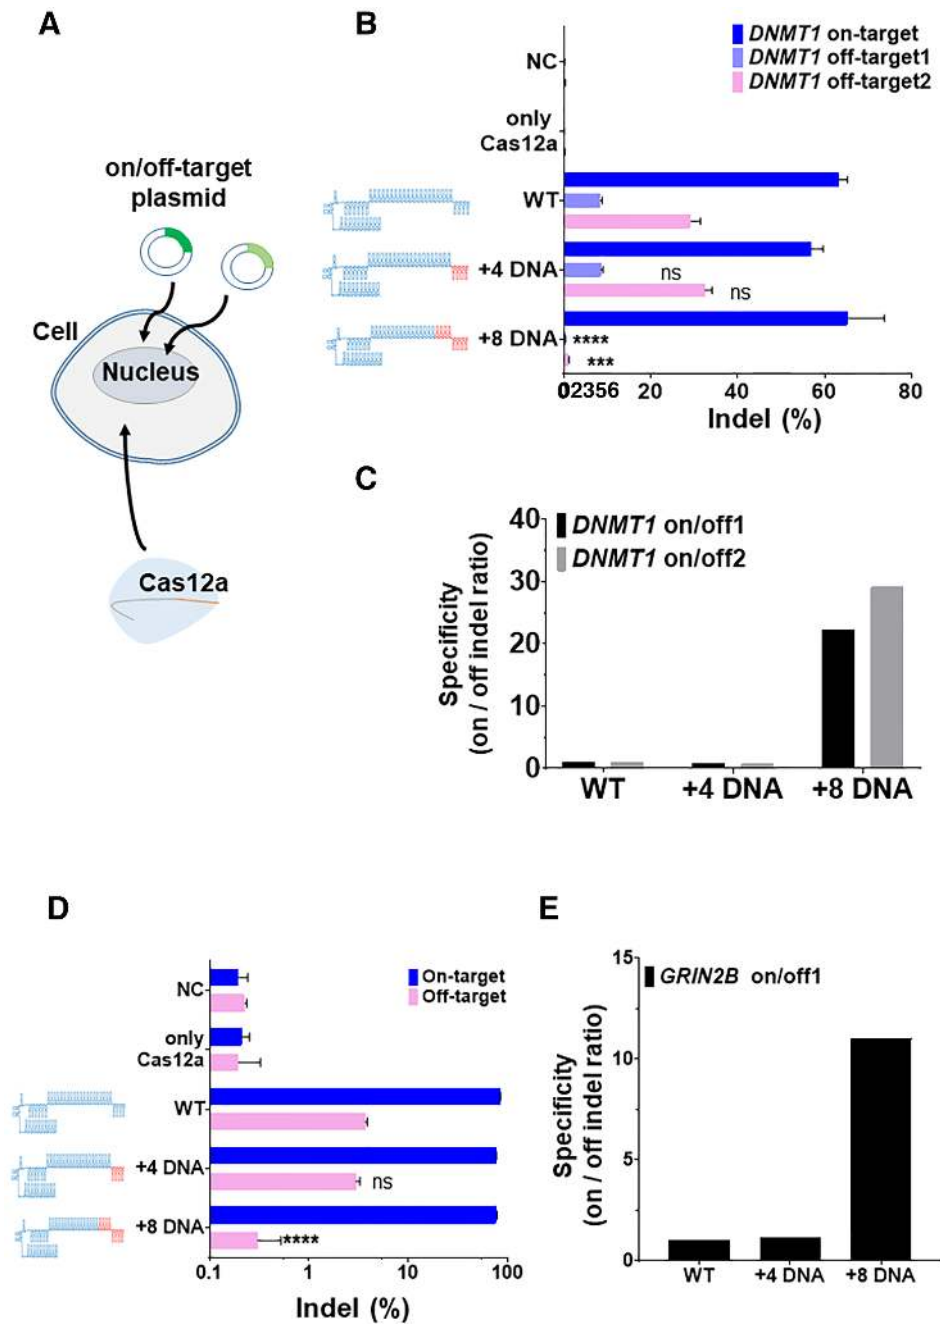 A
on/off-target
plasmid
Cell
Nucleus
Cas12a
B
DNMT1 on-target
DNMT1 off-target1
DNMT1 off-target2
NC
only
Cas12a
WT
+4 DNA
ns
ns
+8 DNA
****
***
02356 20 40 60 80
Indel (%)
C
Specificity
(on / off indel ratio)
40
30
20
10
0
DNMT1 on/off1
DNMT1 on/off2
WT +4 DNA +8 DNA
D
On-target
Off-target
NC
only
Cas12a
WT
+4 DNA
ns
+8 DNA
****
0.1 1 10 100
Indel (%)
E
Specificity
(on / off indel ratio)
15
10
5
0
GRIN2B on/off1
WT +4 DNA +8 DNA